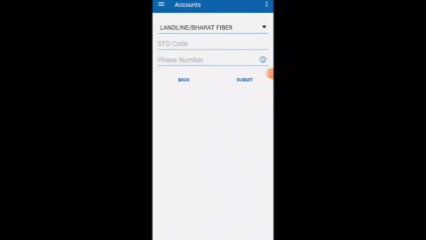 Accounts
LANDLINE/BHARAT FIBER
STD Code
Phone Number
BACK SUBMIT